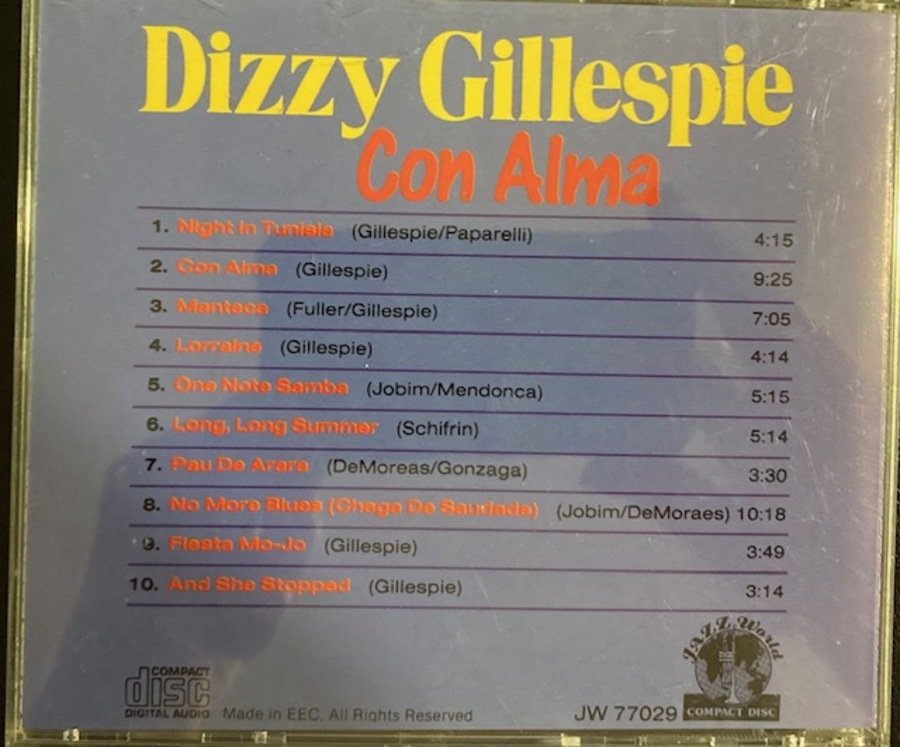 Dizzy Gillespie
Con Alma
1. Night In Tunisia (Gillespie/Paparelli) 4:15
2. Con Alma (Gillespie) 9:25
3. Manteca (Fuller/Gillespie) 7:05
4. Lorraine (Gillespie) 4:14
5. One Note Samba (Jobim/Mendonca) 5:15
6. Long, Long Summer (Schifrin) 5:14
7. Pau De Arara (DeMoreas/Gonzaga) 3:30
8. No More Blues (Chega De Saudade) (Jobim/DeMoraes) 10:18
9. Fiesta Mo-Jo (Gillespie) 3:49
10. And She Stopped (Gillespie) 3:14
JAZZ World
COMPACT
disc
DIGITAL AUDIO
Made in EEC, All Rights Reserved
JW 77029
COMPACT DISC